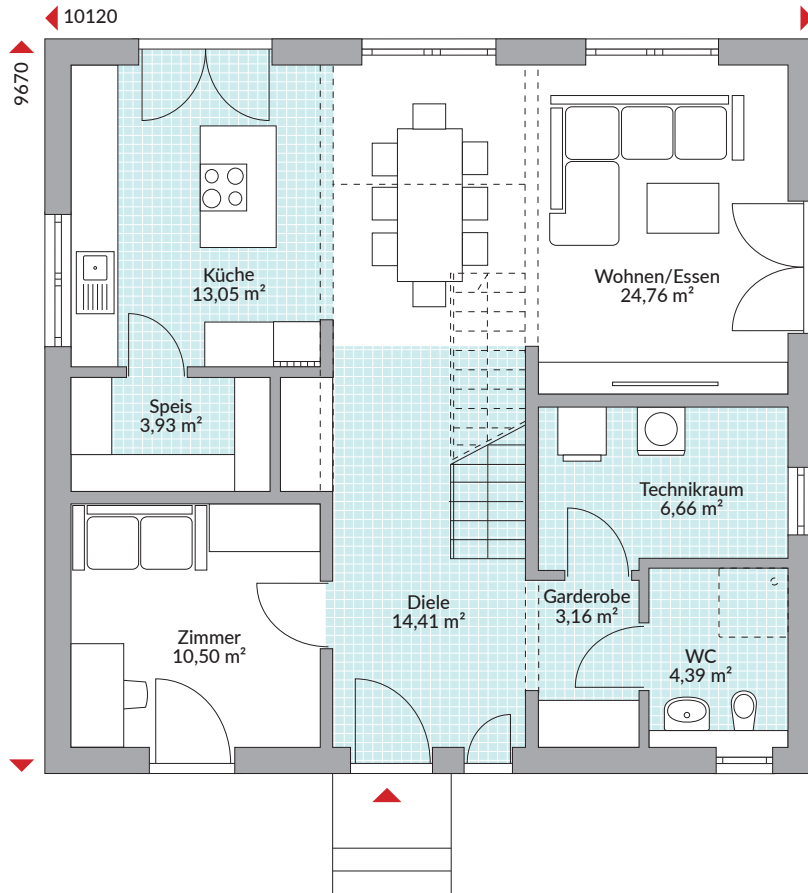 10120
9670
Küche
13,05 m²
Wohnen/Essen
24,76 m²
Speis
3,93 m²
Technikraum
6,66 m²
Diele
14,41 m²
Garderobe
3,16 m²
Zimmer
10,50 m²
WC
4,39 m²